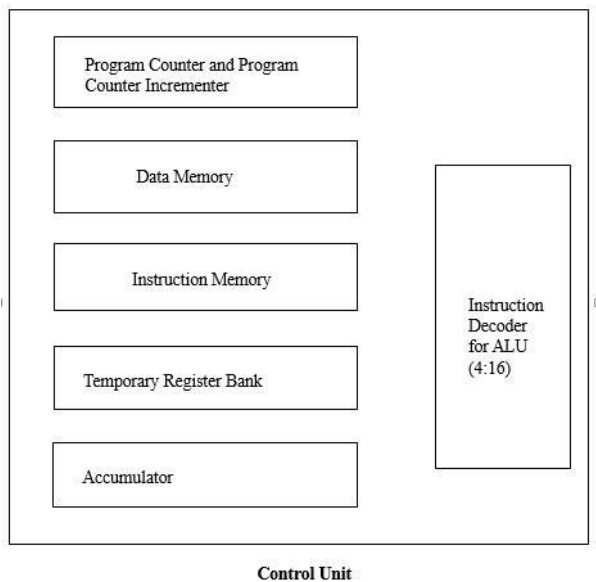 Program Counter and Program
Counter Incrementer
Data Memory
Instruction Memory
Temporary Register Bank
Accumulator
Instruction
Decoder
for ALU
(4:16)
Control Unit